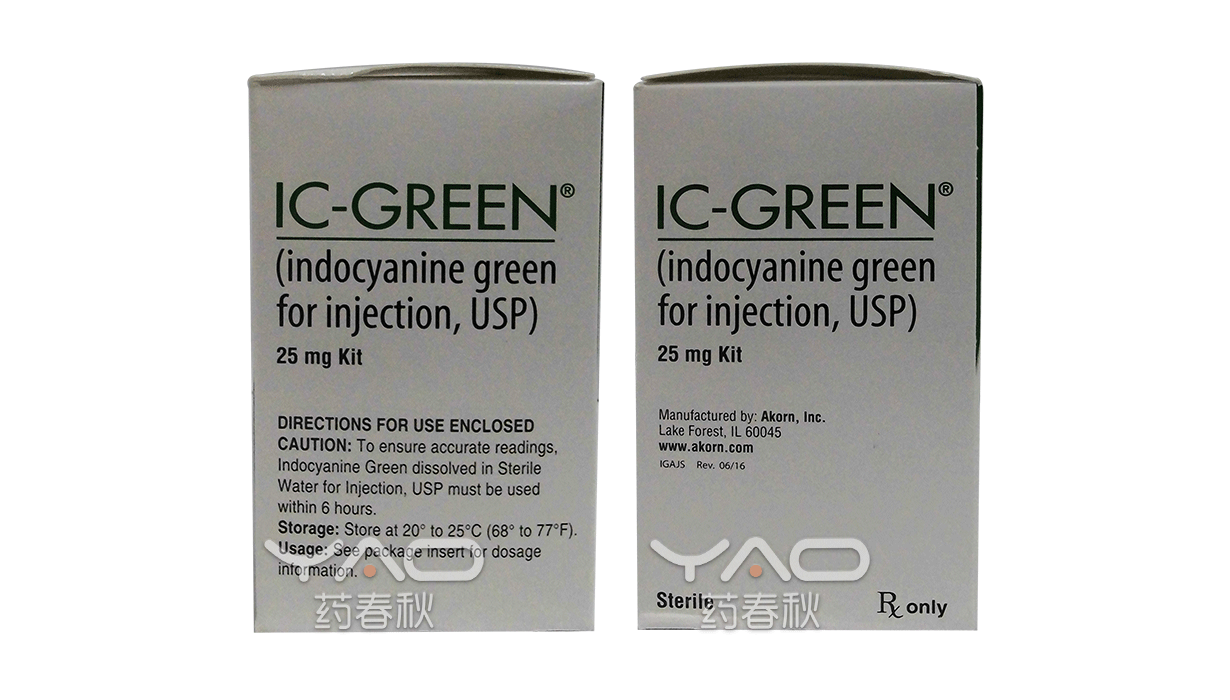 IC-GREEN®
(indocyanine green
for injection, USP)
25 mg Kit
DIRECTIONS FOR USE ENCLOSED
CAUTION: To ensure accurate readings,
Indocyanine Green dissolved in Sterile
Water for Injection, USP must be used
within 6 hours.
Storage: Store at 20° to 25°C (68° to 77°F).
Usage: See package insert for dosage
information.
YAO
药春秋
IC-GREEN®
(indocyanine green
for injection, USP)
25 mg Kit
Manufactured by: Akorn, Inc.
Lake Forest, IL 60045
www.akorn.com
IGAJS Rev. 06/16
Sterile
Rx only
YAO
药春秋